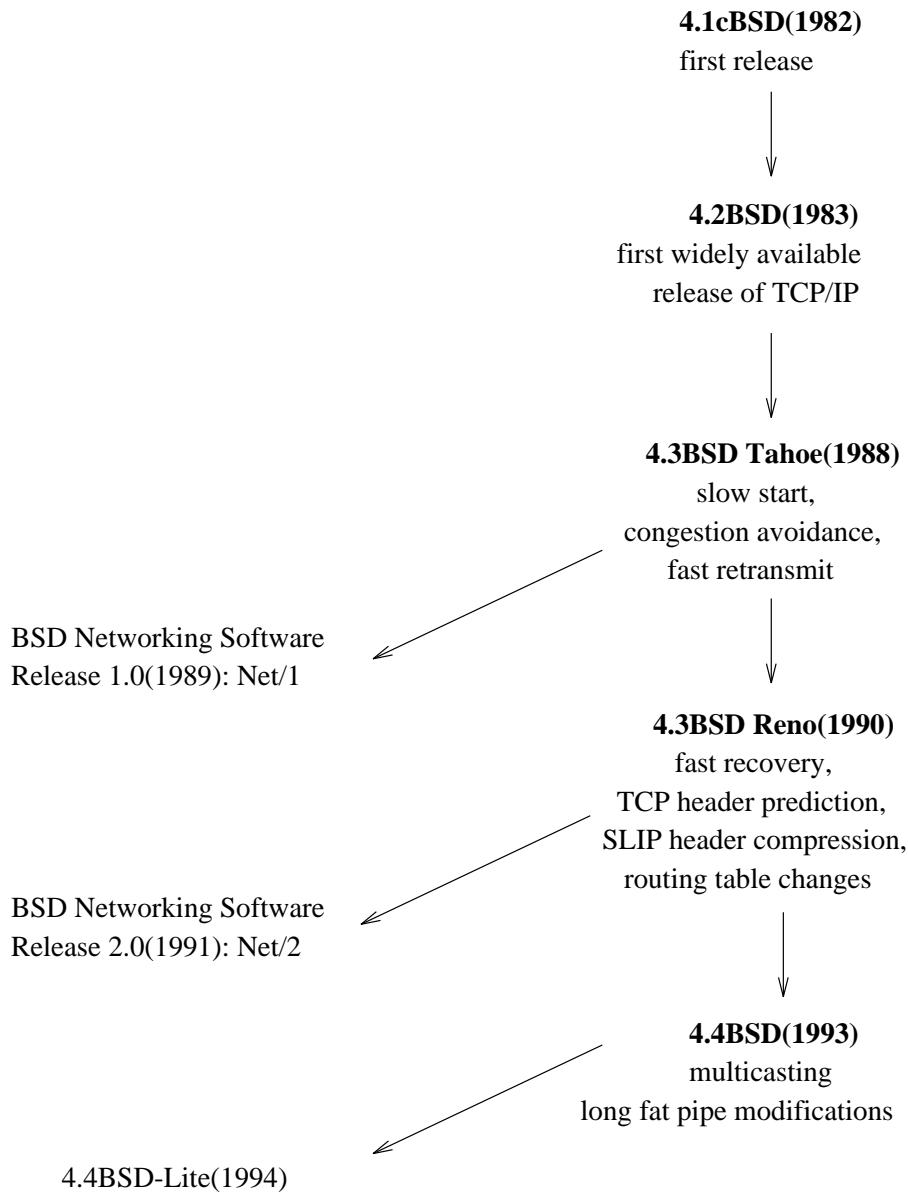 4.1cBSD(1982)
first release
4.2BSD(1983)
first widely available
release of TCP/IP
4.3BSD Tahoe(1988)
slow start,
congestion avoidance,
fast retransmit
BSD Networking Software
Release 1.0(1989): Net/1
4.3BSD Reno(1990)
fast recovery,
TCP header prediction,
SLIP header compression,
routing table changes
BSD Networking Software
Release 2.0(1991): Net/2
4.4BSD(1993)
multicasting
long fat pipe modifications
4.4BSD-Lite(1994)